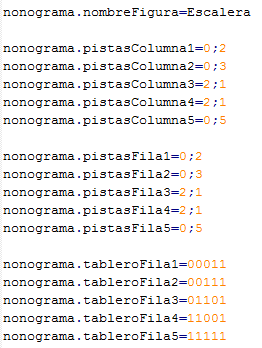 nonograma.nombreFigura=Escalera
nonograma.pistasColumna1=0;2
nonograma.pistasColumna2=0;3
nonograma.pistasColumna3=2;1
nonograma.pistasColumna4=2;1
nonograma.pistasColumna5=0;5
nonograma.pistasFila1=0;2
nonograma.pistasFila2=0;3
nonograma.pistasFila3=2;1
nonograma.pistasFila4=2;1
nonograma.pistasFila5=0;5
nonograma.tableroFila1=00011
nonograma.tableroFila2=00111
nonograma.tableroFila3=01101
nonograma.tableroFila4=11001
nonograma.tableroFila5=11111